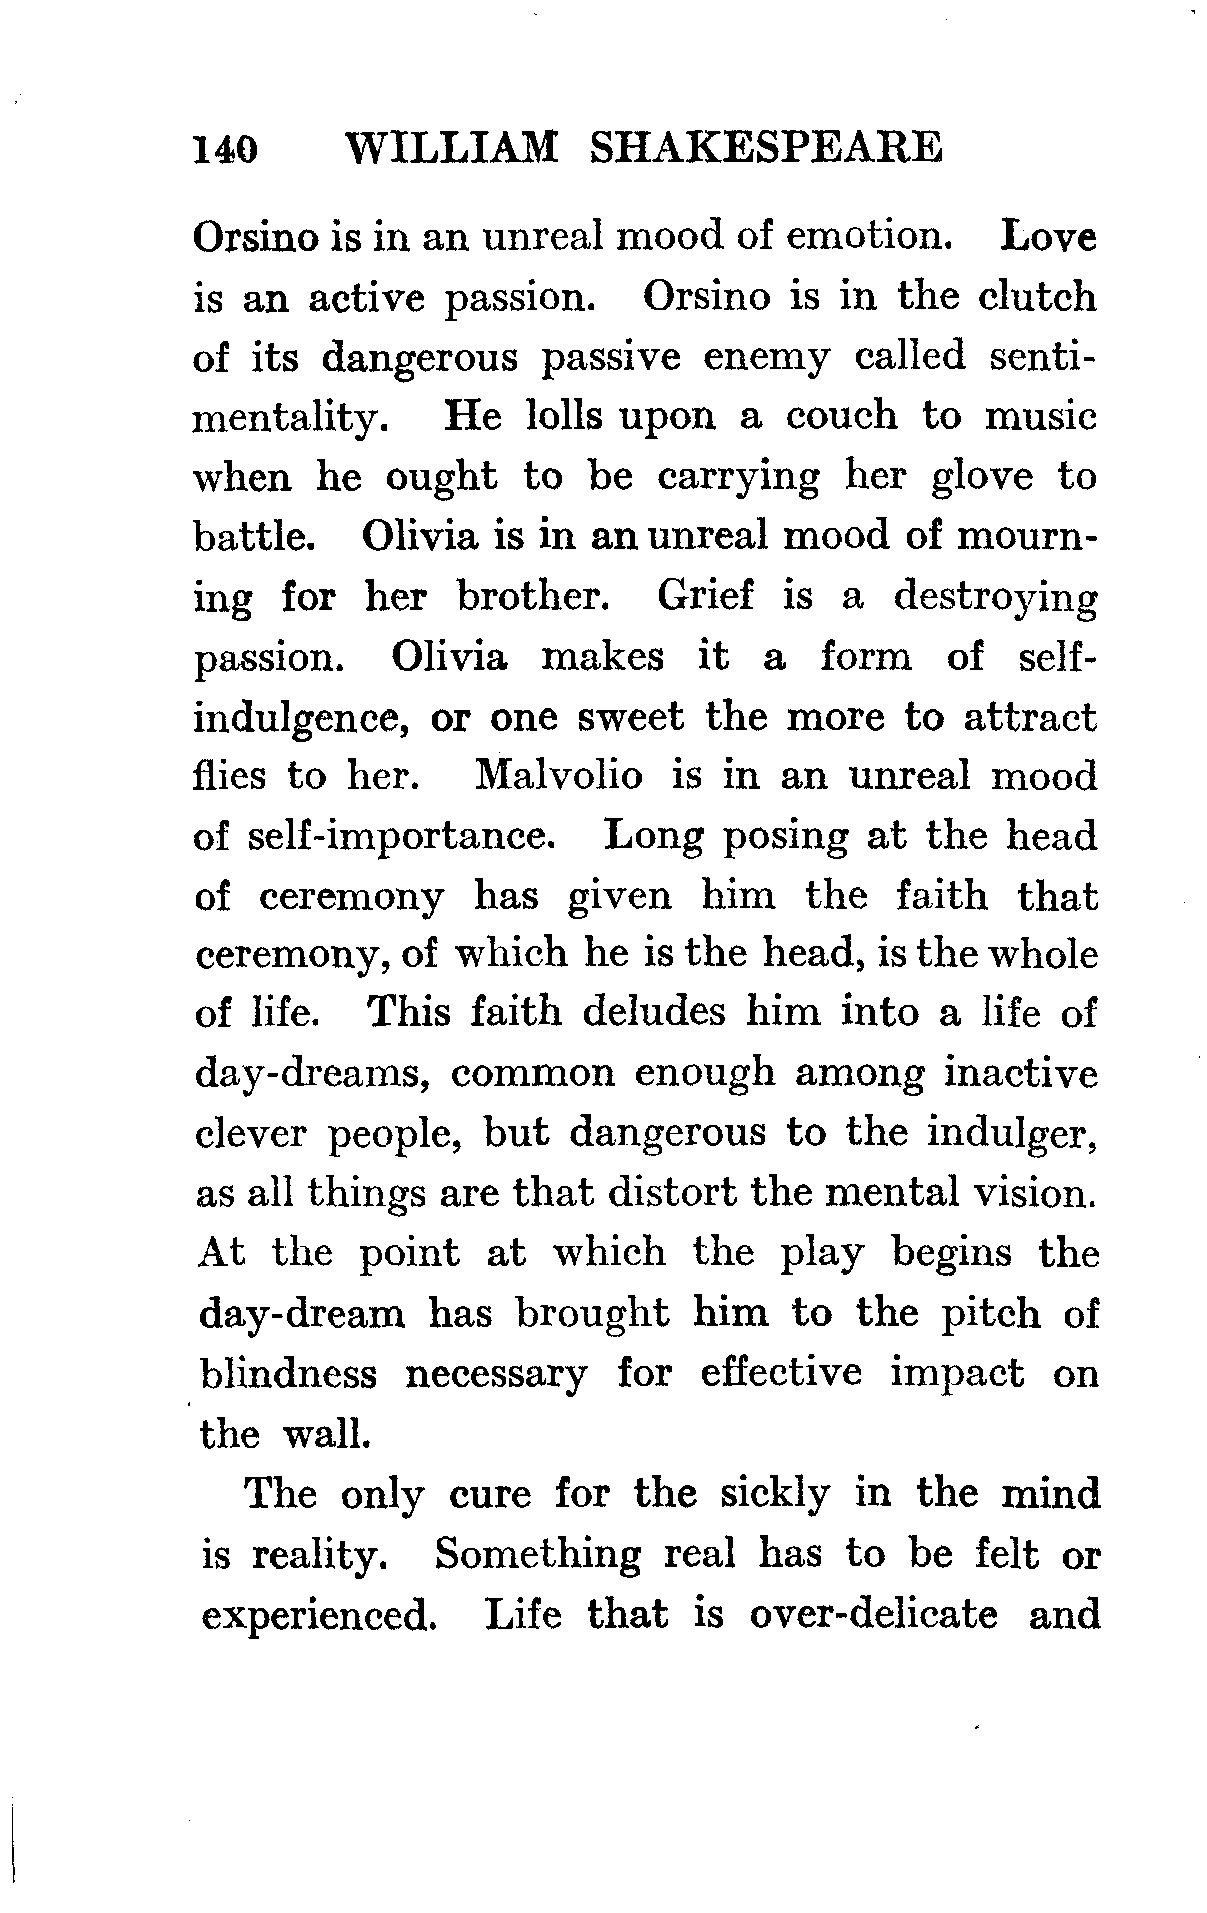 140 WILLIAM SHAKESPEARE
Orsino is in an unreal mood of emotion. Love
is an active passion. Orsino is in the clutch
of its dangerous passive enemy called senti-
mentality. He lolls upon a couch to music
when he ought to be carrying her glove to
battle. Olivia is in an unreal mood of mourn-
ing for her brother. Grief is a destroying
passion. Olivia makes it a form of self-
indulgence, or one sweet the more to attract
flies to her. Malvolio is in an unreal mood
of self-importance. Long posing at the head
of ceremony has given him the faith that
ceremony, of which he is the head, is the whole
of life. This faith deludes him into a life of
day-dreams, common enough among inactive
clever people, but dangerous to the indulger,
as all things are that distort the mental vision.
At the point at which the play begins the
day-dream has brought him to the pitch of
blindness necessary for effective impact on
the wall.
The only cure for the sickly in the mind
is reality. Something real has to be felt or
experienced. Life that is over-delicate and